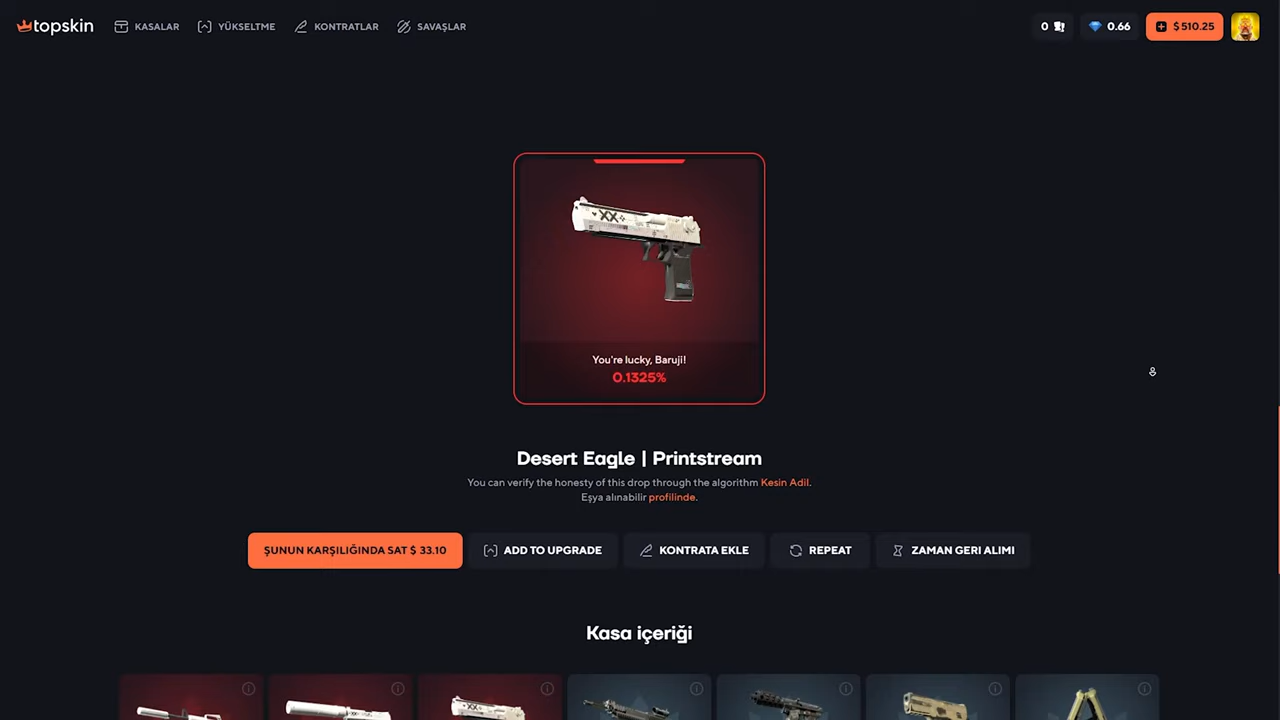 topskin
KASALAR
YÜKSELTME
KONTRATLAR
SAVAŞLAR
0
0.66
$ 510.25
XX
You're lucky, Baruji!
0.1325%
Desert Eagle | Printstream
You can verify the honesty of this drop through the algorithm Kesin Adil.
Eşya alınabilir profilinde.
ŞUNUN KARŞILIĞINDA SAT $ 33.10
ADD TO UPGRADE
KONTRATA EKLE
REPEAT
ZAMAN GERI ALIMI
Kasa içeriği